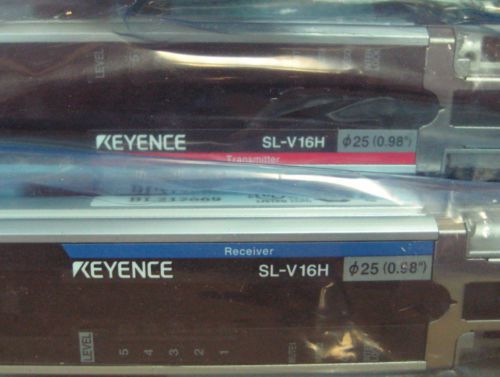 LEVEL
KEYENCE SL-V16H ϕ25 (0.98")
Transmitter
Receiver
KEYENCE SL-V16H ϕ25 (0.98")
LEVEL 5 4 3 2 1